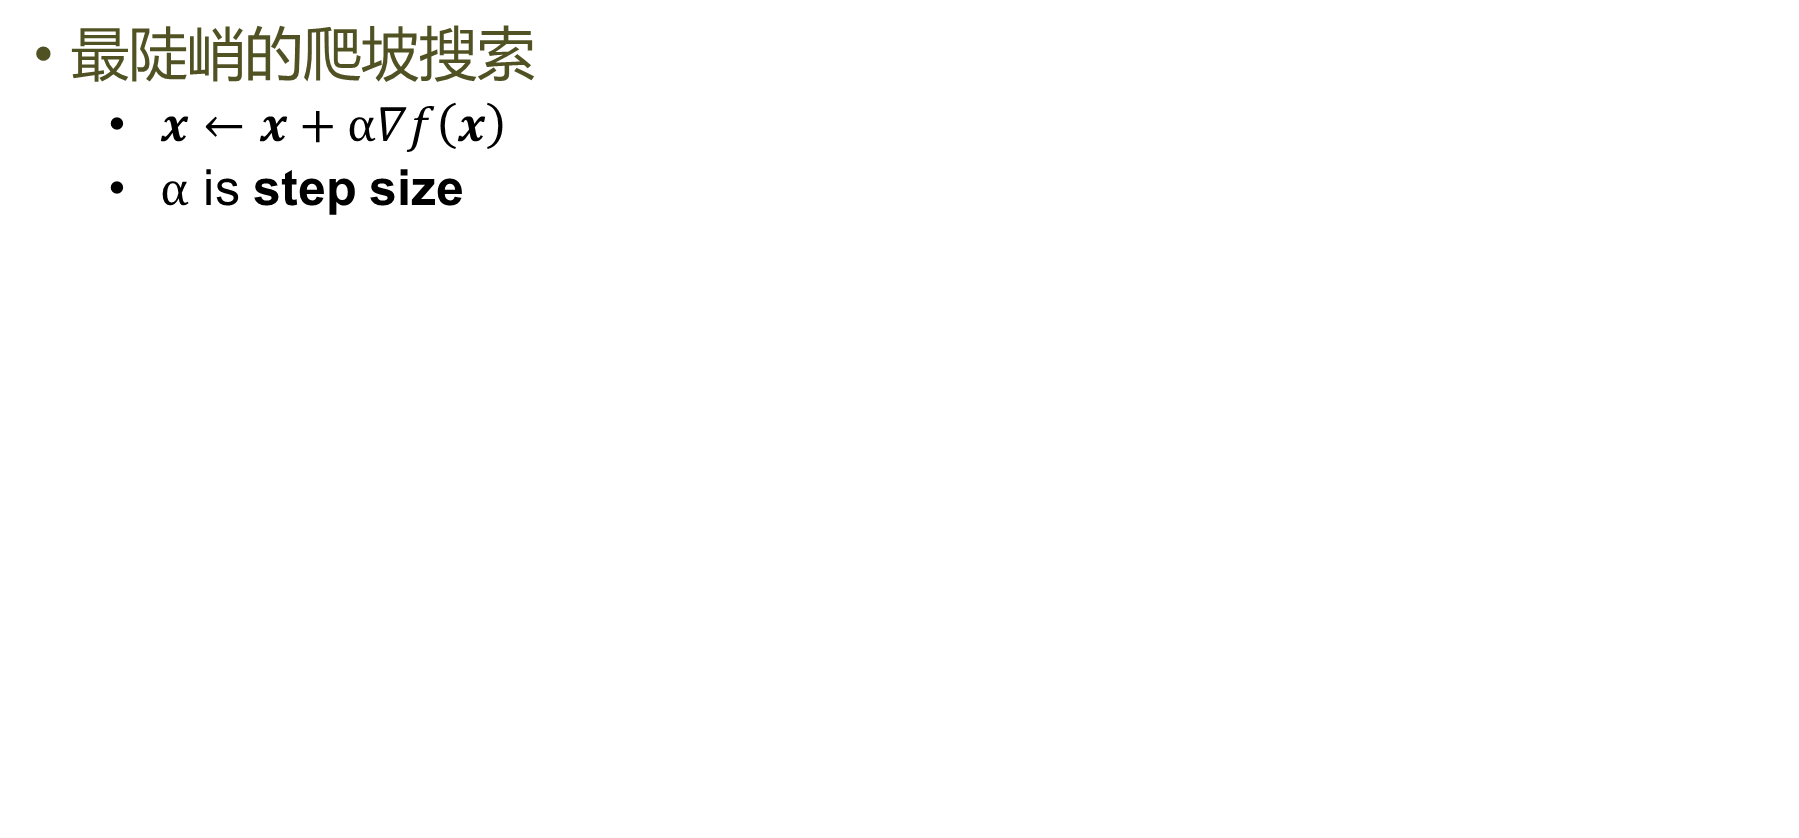 • 最陡峭的爬坡搜索
• x ← x + α∇f(x)
• α is step size